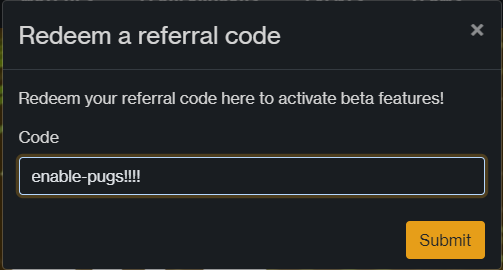 Redeem a referral code
×
Redeem your referral code here to activate beta features!
Code
enable-pugs!!!!
Submit